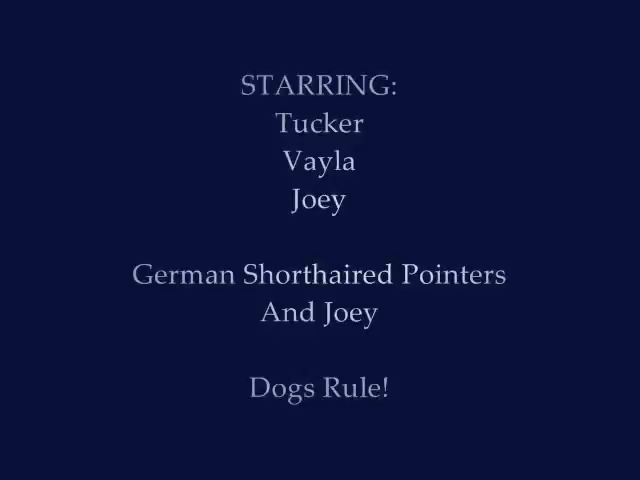 STARRING:
Tucker
Vayla
Joey
German Shorthaired Pointers
And Joey
Dogs Rule!